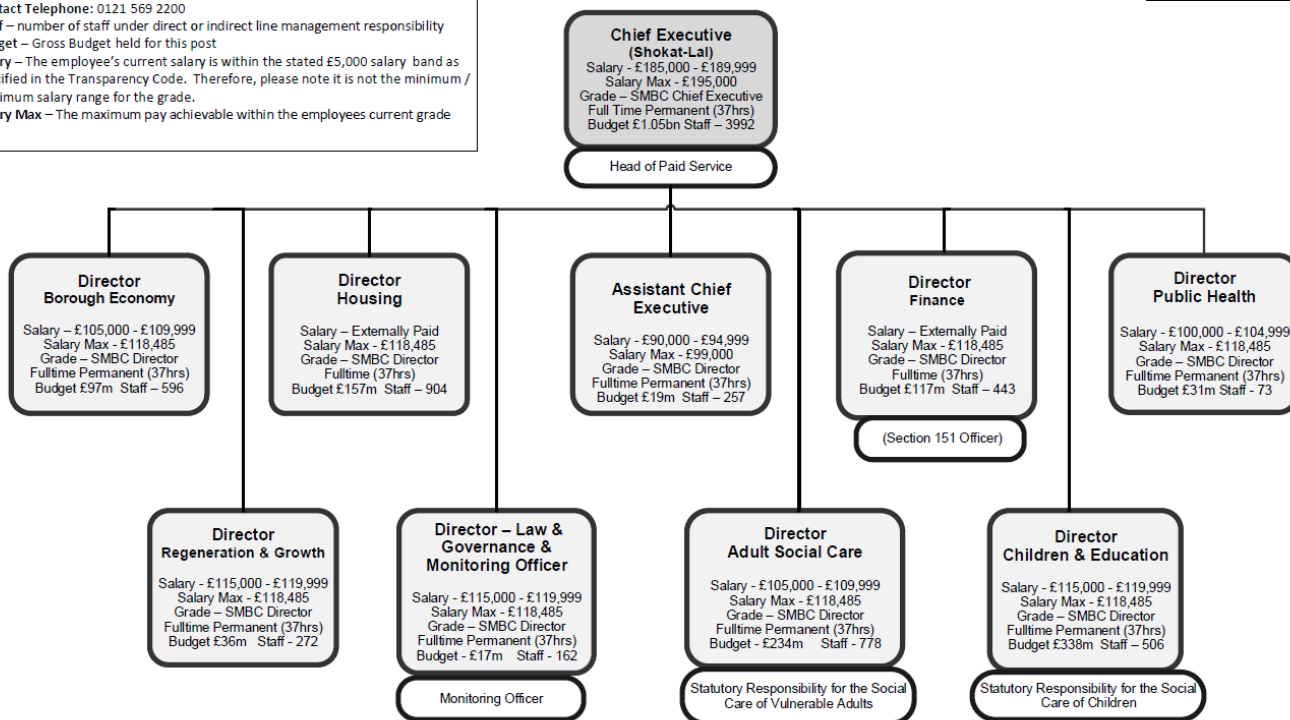 tact Telephone: 0121 569 2200
f – number of staff under direct or indirect line management responsibility
get – Gross Budget held for this post
ry – The employee's current salary is within the stated £5,000 salary band as
cified in the Transparency Code. Therefore, please note it is not the minimum /
imum salary range for the grade.
ry Max – The maximum pay achievable within the employees current grade
Chief Executive
(Shokat-Lal)
Salary - £185,000 - £189,999
Salary Max - £195,000
Grade – SMBC Chief Executive
Full Time Permanent (37hrs)
Budget £1.05bn Staff – 3992
Head of Paid Service
Director
Borough Economy
Salary – £105,000 - £109,999
Salary Max - £118,485
Grade – SMBC Director
Fulltime Permanent (37hrs)
Budget £97m Staff – 596
Director
Housing
Salary – Externally Paid
Salary Max - £118,485
Grade – SMBC Director
Fulltime (37hrs)
Budget £157m Staff – 904
Assistant Chief
Executive
Salary - £90,000 - £94,999
Salary Max - £99,000
Grade – SMBC Director
Fulltime Permanent (37hrs)
Budget £19m Staff – 257
Director
Finance
Salary – Externally Paid
Salary Max - £118,485
Grade – SMBC Director
Fulltime (37hrs)
Budget £117m Staff – 443
(Section 151 Officer)
Director
Public Health
Salary - £100,000 - £104,999
Salary Max - £118,485
Grade – SMBC Director
Fulltime Permanent (37hrs)
Budget £31m Staff - 73
Director
Regeneration & Growth
Salary - £115,000 - £119,999
Salary Max - £118,485
Grade – SMBC Director
Fulltime Permanent (37hrs)
Budget £36m Staff - 272
Director – Law &
Governance &
Monitoring Officer
Salary - £115,000 - £119,999
Salary Max - £118,485
Grade – SMBC Director
Fulltime Permanent (37hrs)
Budget - £17m Staff - 162
Monitoring Officer
Director
Adult Social Care
Salary - £105,000 - £109,999
Salary Max - £118,485
Grade – SMBC Director
Fulltime Permanent (37hrs)
Budget - £234m Staff - 778
Statutory Responsibility for the Social
Care of Vulnerable Adults
Director
Children & Education
Salary - £115,000 - £119,999
Salary Max - £118,485
Grade – SMBC Director
Fulltime Permanent (37hrs)
Budget £338m Staff – 506
Statutory Responsibility for the Social
Care of Children